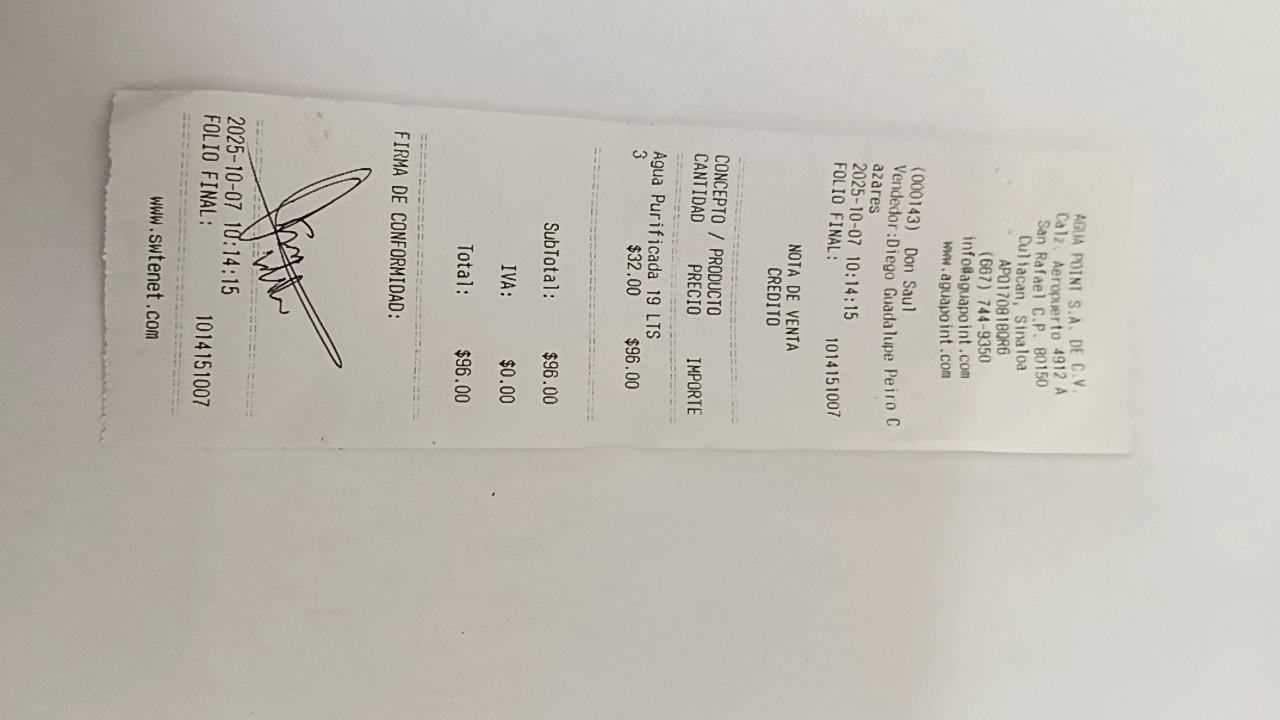 AGUA POINT S.A. DE C.V.
Calz. Aeropuerto 4912 A
San Rafael C.P. 80150
Culiacan, Sinaloa
APO170818QR6
(667) 744-9350
info@aguapoint.com
www.aguapoint.com
(000143) Don Saul
Vendedor:Diego Guadalupe Peiro C
azares
2025-10-07 10:14:15
FOLIO FINAL: 1014151007
NOTA DE VENTA
CREDITO
CONCEPTO / PRODUCTO
CANTIDAD PRECIO IMPORTE
Agua Purificada 19 LTS
3 $32.00 $96.00
SubTotal: $96.00
IVA: $0.00
Total: $96.00
FIRMA DE CONFORMIDAD:
2025-10-07 10:14:15
FOLIO FINAL: 1014151007
www.swtenet.com